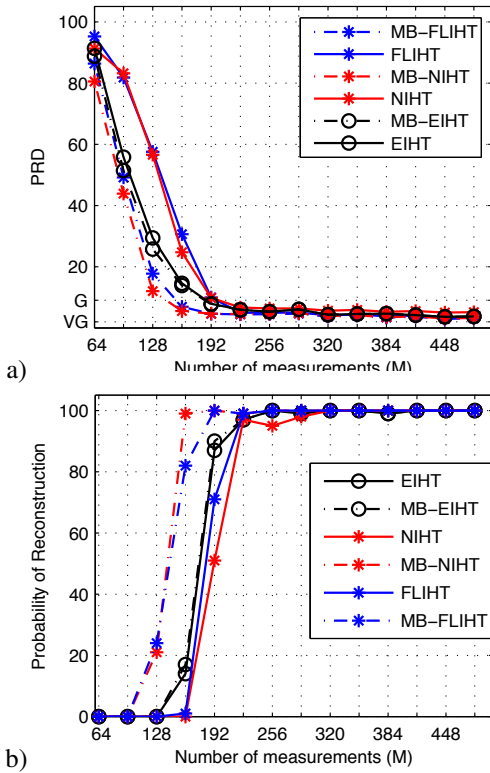 100
80
60
40
20
G
VG
PRD
MB-FLIHT
FLIHT
MB-NIHT
NIHT
MB-EIHT
EIHT
64 128 192 256 320 384 448
Number of measurements (M)
a)
100
80
60
40
20
0
Probability of Reconstruction
EIHT
MB-EIHT
NIHT
MB-NIHT
FLIHT
MB-FLIHT
64 128 192 256 320 384 448
Number of measurements (M)
b)